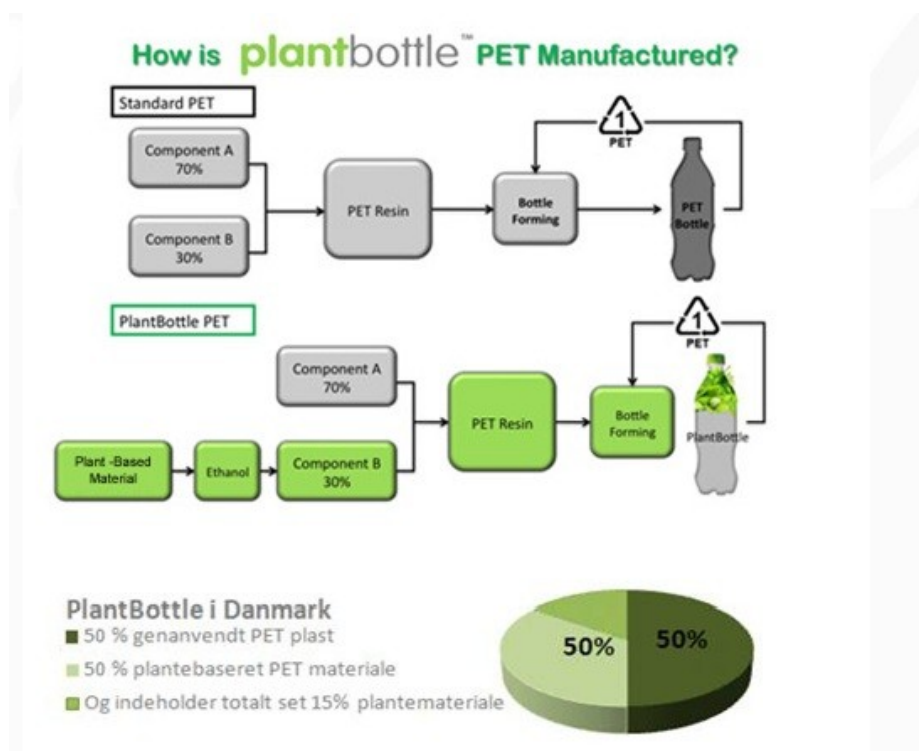 How is plantbottle™ PET Manufactured?
Standard PET
Component A
70%
Component B
30%
PET Resin
Bottle
Forming
1
PET
PET
Bottle
PlantBottle PET
Component A
70%
Plant -Based
Material
Ethanol
Component B
30%
PET Resin
Bottle
Forming
1
PET
PlantBottle
PlantBottle i Danmark
50 % genanvendt PET plast
50 % plantebaseret PET materiale
Og indeholder totalt set 15% plantemateriale
50%
50%